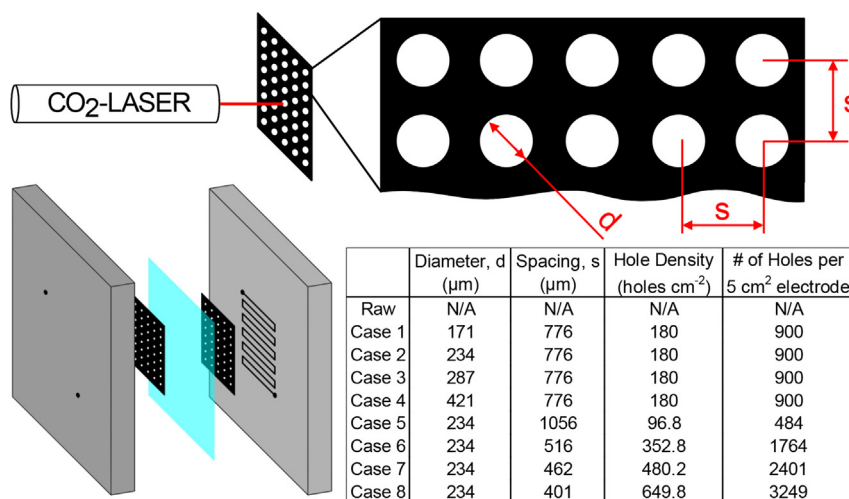 CO2-LASER
s
d
s
Diameter, d Spacing, s Hole Density # of Holes per
(µm) (µm) (holes cm-2) 5 cm2 electrode
Raw N/A N/A N/A N/A
Case 1 171 776 180 900
Case 2 234 776 180 900
Case 3 287 776 180 900
Case 4 421 776 180 900
Case 5 234 1056 96.8 484
Case 6 234 516 352.8 1764
Case 7 234 462 480.2 2401
Case 8 234 401 649.8 3249